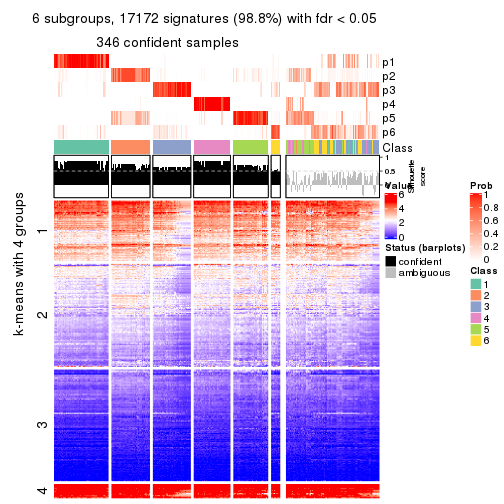 6 subgroups, 17172 signatures (98.8%) with fdr < 0.05
346 confident samples
p1
p2
p3
p4
p5
p6
Class
1
0.5
0
Silhouette
score
k-means with 4 groups
1
2
3
4
Value
6
4
2
0
Status (barplots)
confident
ambiguous
Prob
1
0.8
0.6
0.4
0.2
0
Class
1
2
3
4
5
6